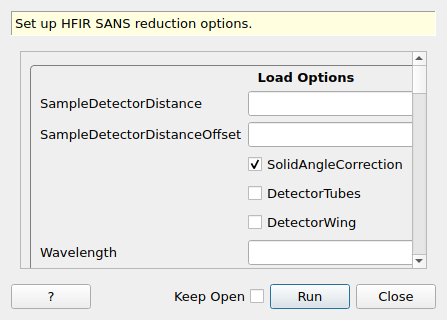 Set up HFIR SANS reduction options.
Load Options
SampleDetectorDistance
SampleDetectorDistanceOffset
SolidAngleCorrection
DetectorTubes
DetectorWing
Wavelength
? Keep Open Run Close